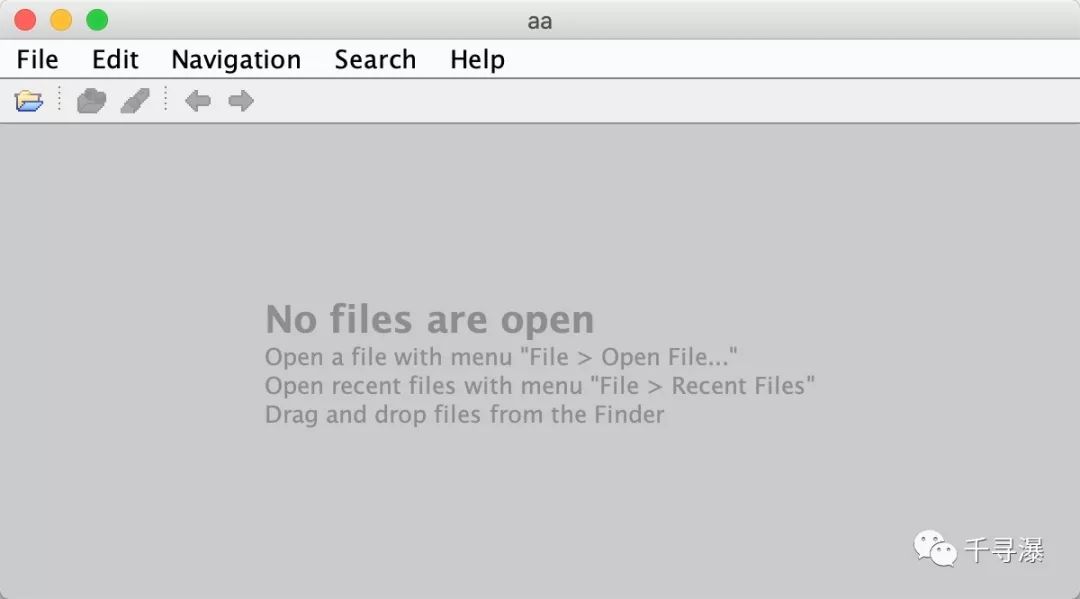 aa
File Edit Navigation Search Help
No files are open
Open a file with menu "File > Open File..."
Open recent files with menu "File > Recent Files"
Drag and drop files from the Finder
千寻瀑